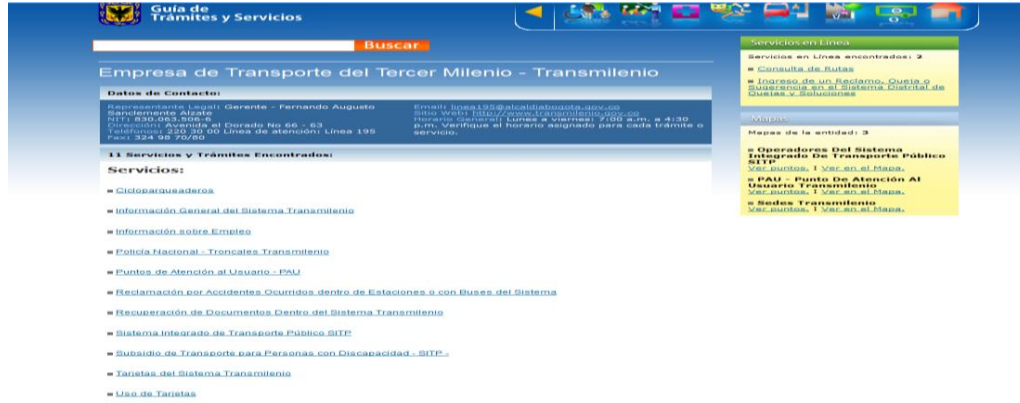 Guía de
Trámites y Servicios
Buscar
Empresa de Transporte del Tercer Milenio - Transmilenio
Datos de Contacto:
Representante Legal: Gerente - Fernando Augusto
Sanclemente Alzate
NIT: 830.063.506-6
Dirección: Avenida el Dorado No 66 - 63
Teléfonos: 220 30 00 Línea de atención: Línea 195
Fax: 324 98 70/80
Email: linea195@alcaldiabogota.gov.co
Sitio Web: http://www.transmilenio.gov.co
Horario General: Lunes a viernes: 7:00 a.m. a 4:30
p.m. Verifique el horario asignado para cada trámite o
servicio.
11 Servicios y Trámites Encontrados:
Servicios:
Cicloparqueaderos
Información General del Sistema Transmilenio
Información sobre Empleo
Policía Nacional - Troncales Transmilenio
Puntos de Atención al Usuario - PAU
Reclamación por Accidentes Ocurridos dentro de Estaciones o con Buses del Sistema
Recuperación de Documentos Dentro del Sistema Transmilenio
Sistema Integrado de Transporte Público SITP
Subsidio de Transporte para Personas con Discapacidad - SITP -
Tarjetas del Sistema Transmilenio
Uso de Tarjetas
Servicios en Línea
Servicios en Línea encontrados: 2
Consulta de Rutas
Ingreso de un Reclamo, Queja o
Sugerencia en el Sistema Distrital de
Quejas y Soluciones
Mapas
Mapas de la entidad: 3
Operadores Del Sistema
Integrado De Transporte Público
SITP
Ver puntos. I Ver en el Mapa.
PAU - Punto De Atención Al
Usuario Transmilenio
Ver puntos. I Ver en el Mapa.
Sedes Transmilenio
Ver puntos. I Ver en el Mapa.